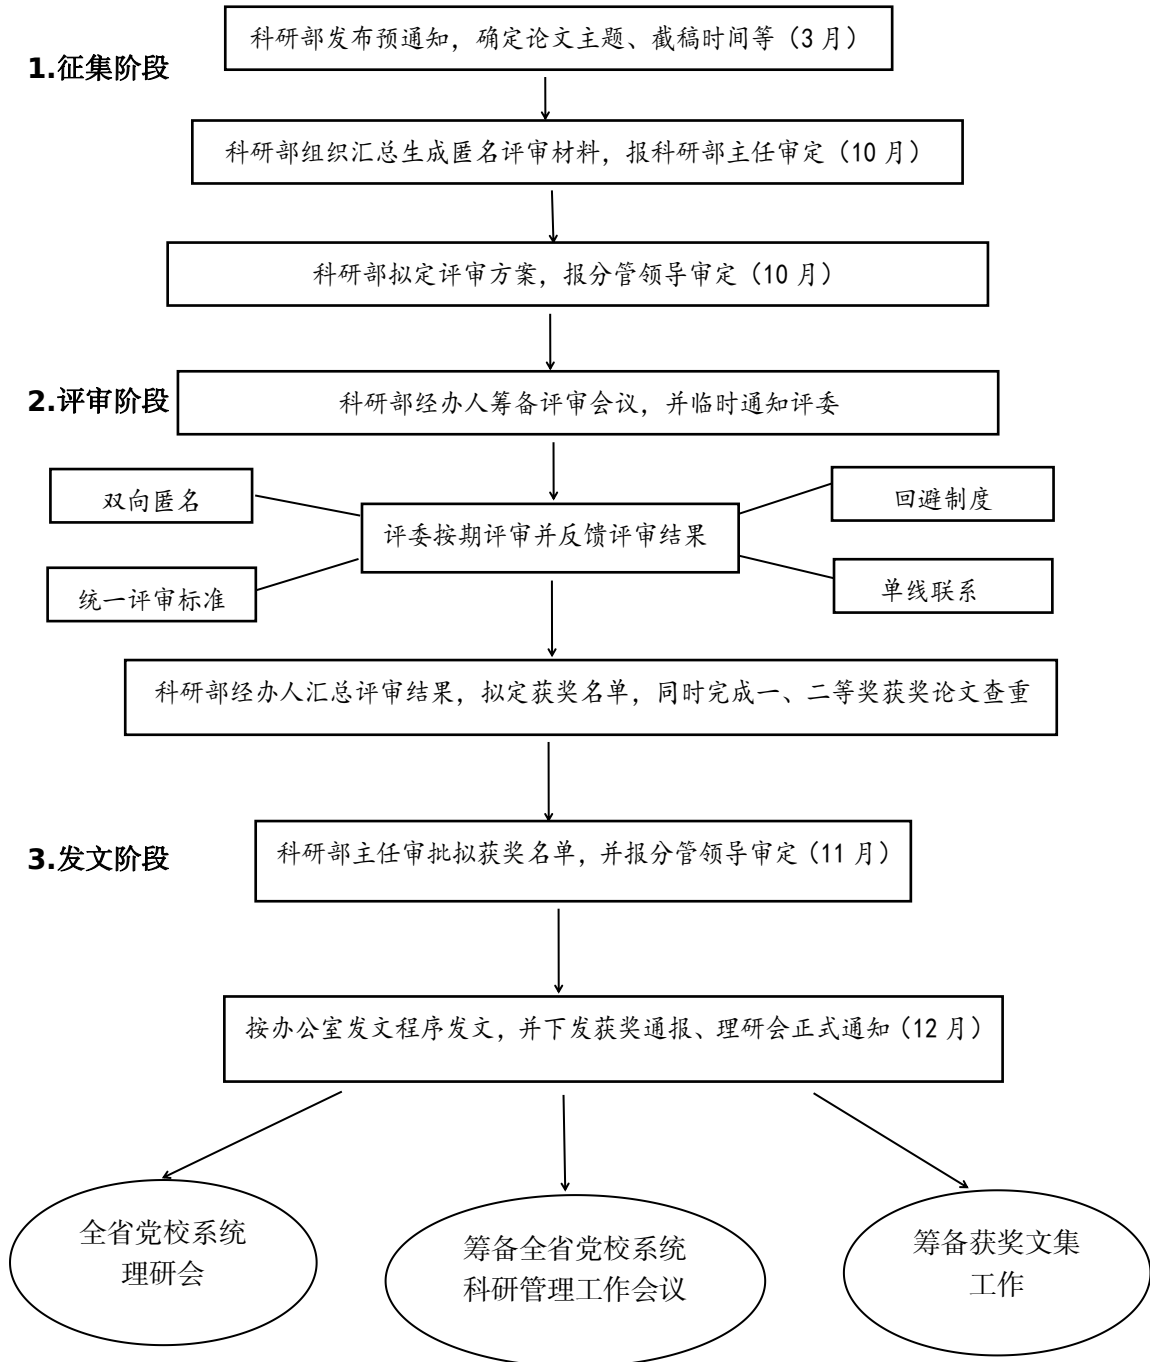 科研部发布预通知，确定论文主题、截稿时间等（3月）
1.征集阶段
科研部组织汇总生成匿名评审材料，报科研部主任审定（10月）
科研部拟定评审方案，报分管领导审定（10月）
2.评审阶段
科研部经办人筹备评审会议，并临时通知评委
双向匿名
回避制度
评委按期评审并反馈评审结果
统一评审标准
单线联系
科研部经办人汇总评审结果，拟定获奖名单，同时完成一、二等奖获奖论文查重
3.发文阶段
科研部主任审批拟获奖名单，并报分管领导审定（11月）
按办公室发文程序发文，并下发获奖通报、理研会正式通知（12月）
全省党校系统
理研会
筹备全省党校系统
科研管理工作会议
筹备获奖文集
工作